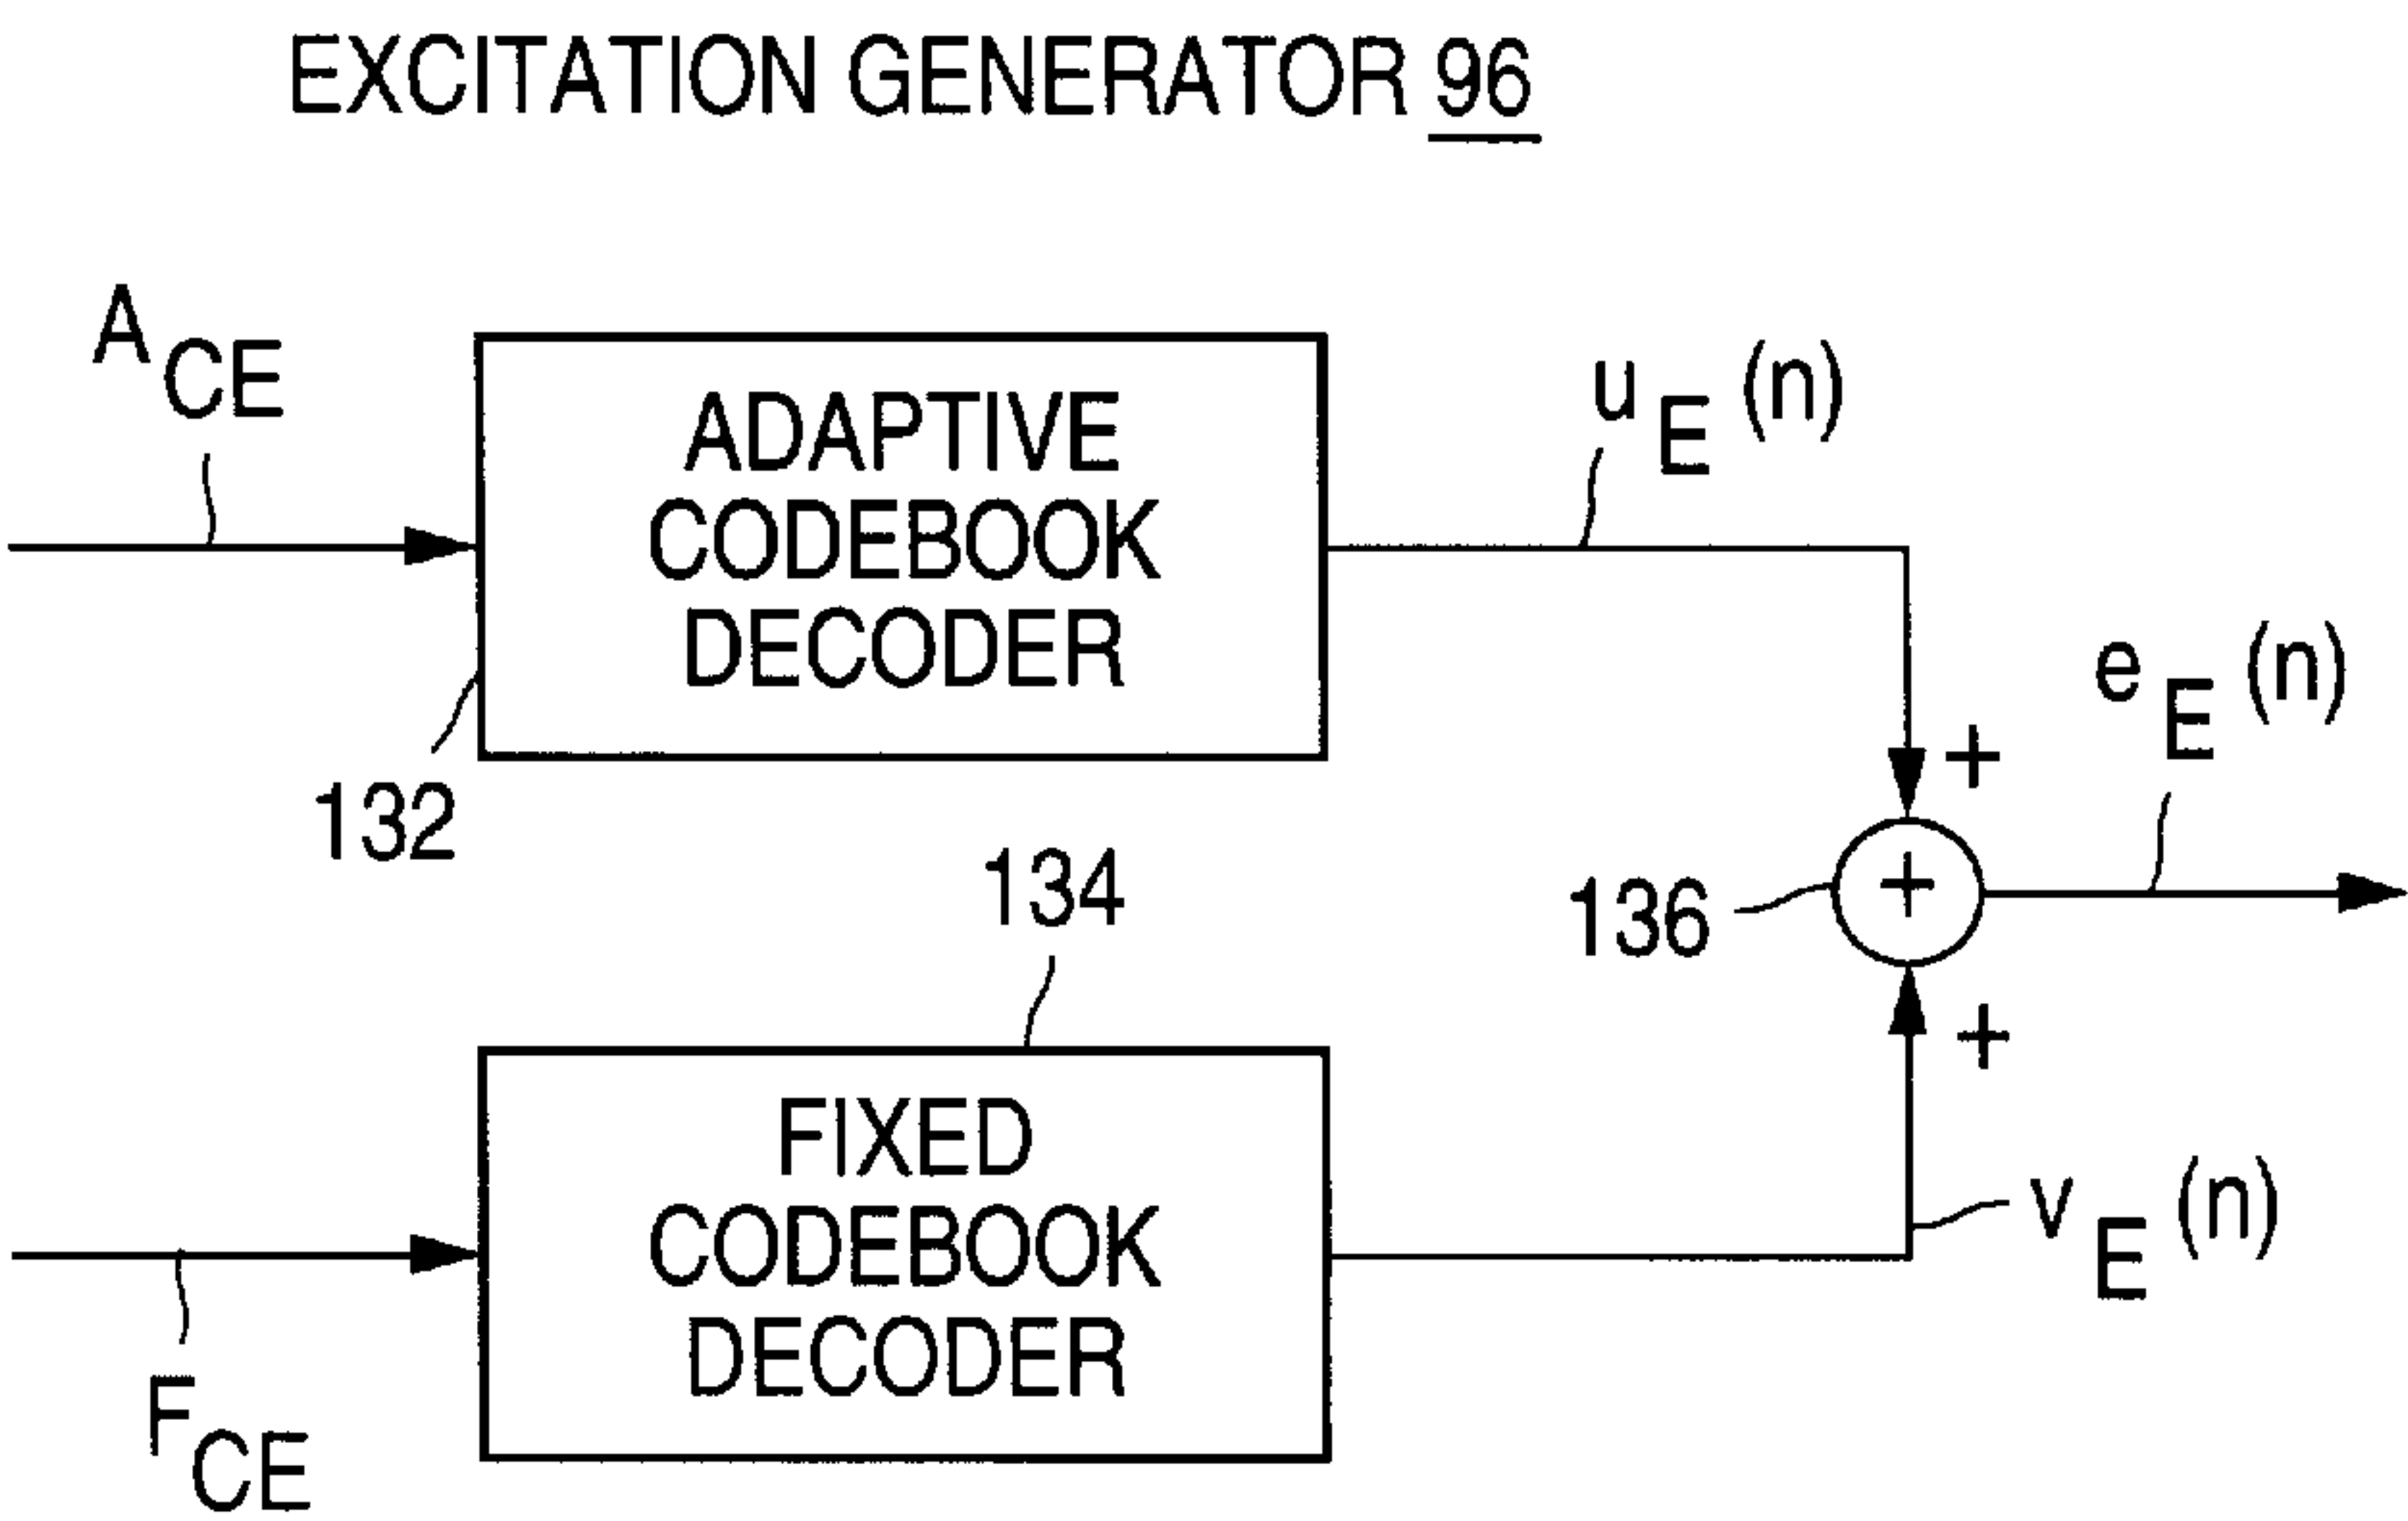 EXCITATION GENERATOR 96
A CE
ADAPTIVE
CODEBOOK
DECODER
u E (n)
e E (n)
+
132
134
136
+
+
FIXED
CODEBOOK
DECODER
v E (n)
F CE